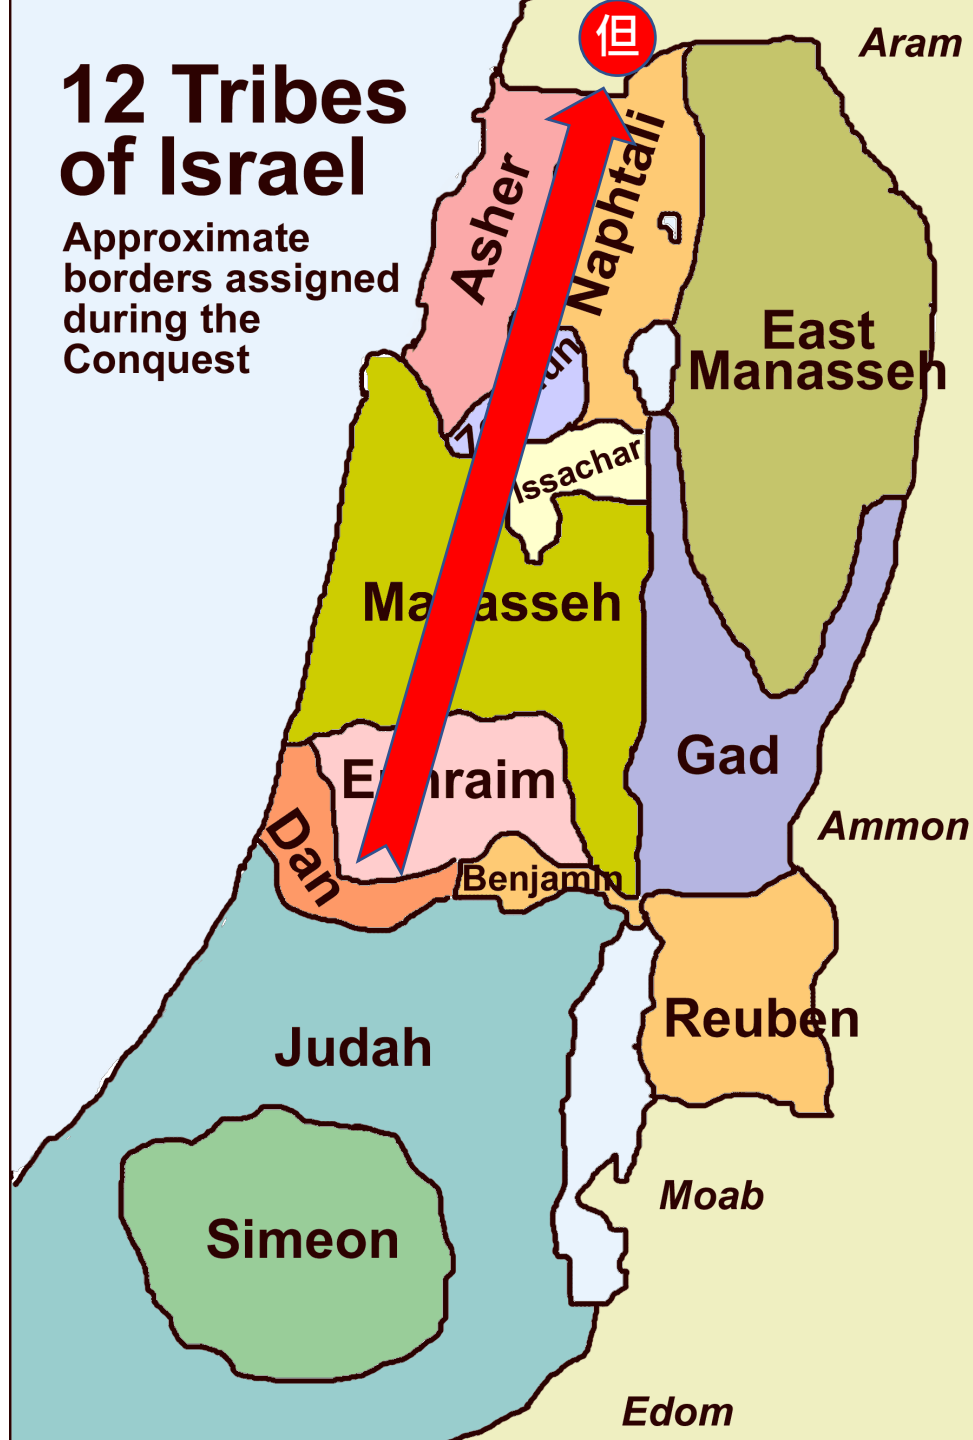 12 Tribes
of Israel
Approximate
borders assigned
during the
Conquest
但
Aram
Asher
Naphtali
East
Manasseh
Issachar
Gad
Ephraim
Ammon
Dan
Benjamin
Reuben
Judah
Moab
Simeon
Edom